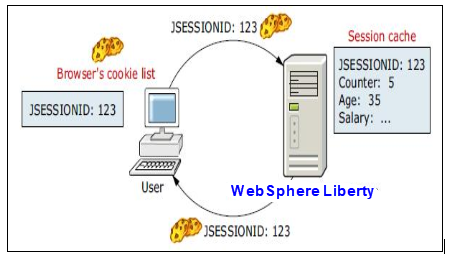 JSESSIONID: 123
Session cache
Browser's cookie list
JSESSIONID: 123
JSESSIONID: 123
Counter: 5
Age: 35
Salary: ...
User
WebSphere Liberty
JSESSIONID: 123